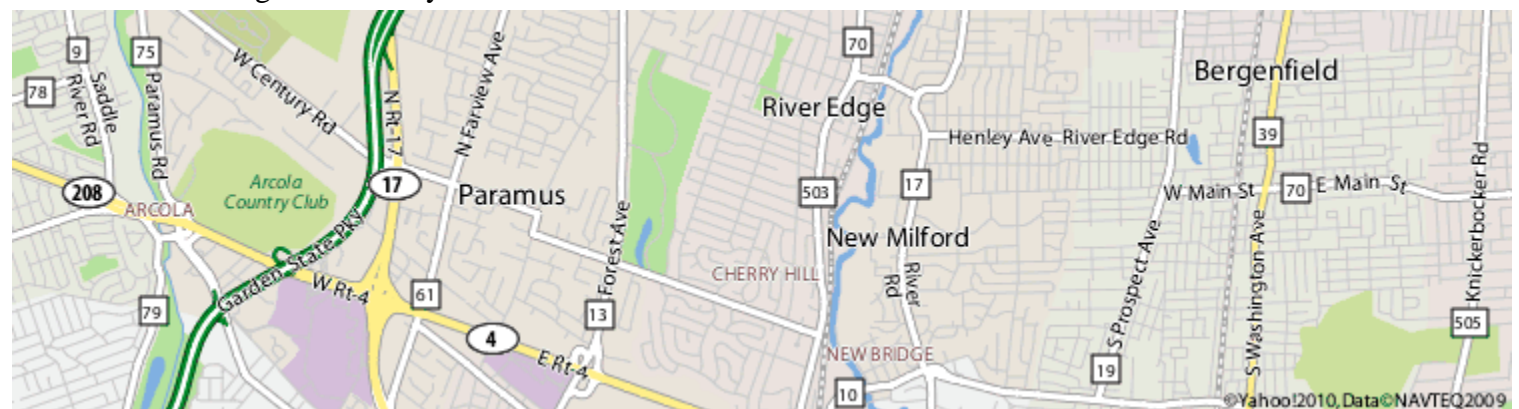 70
9
75
78
Saddle
River Rd
Paramus Rd
W Century Rd
N Rt-17
N Farview Ave
River Edge
Bergenfield
39
Henley Ave
River Edge Rd
208
ARCOLA
Arcola
Country Club
17
Paramus
503
17
W Main St
70
E Main St
Knickerbocker Rd
Forest Ave
New Milford
CHERRY HILL
River
Rd
S Prospect Ave
S Washington Ave
Garden State Pky
W Rt-4
61
79
13
4
E Rt-4
NEW BRIDGE
10
19
505
©Yahoo!2010, Data©NAVTEQ2009